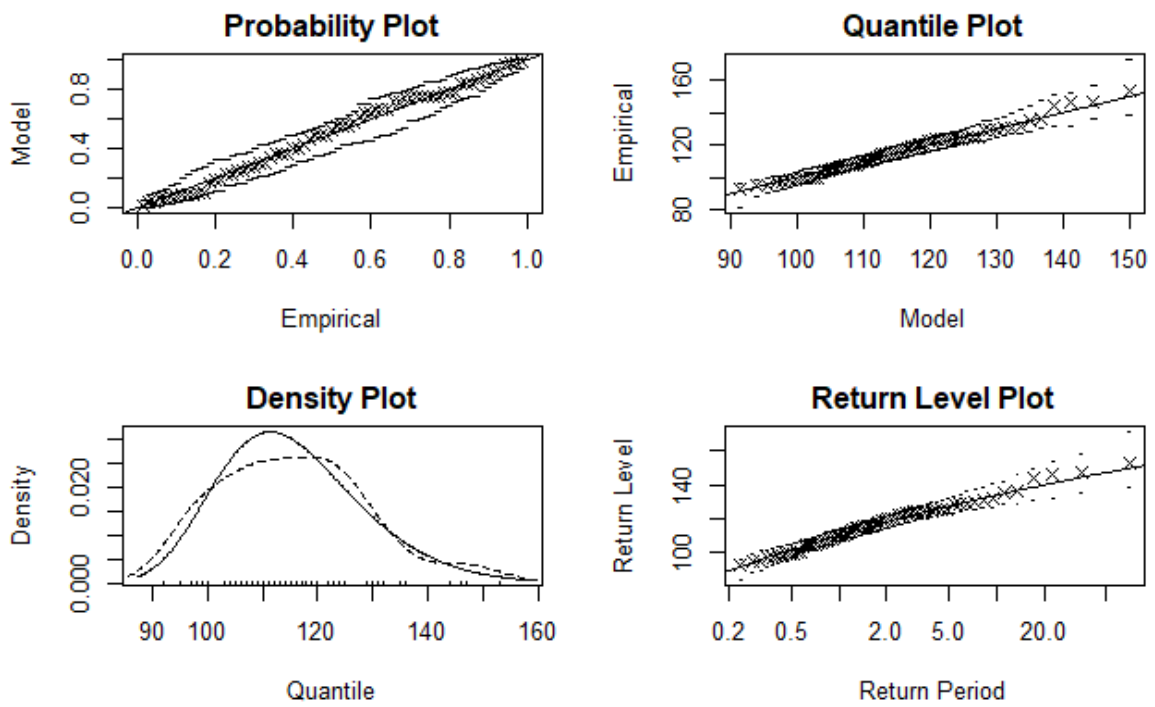 Probability Plot
Model
0.0 0.4 0.8
0.0 0.2 0.4 0.6 0.8 1.0
Empirical
Quantile Plot
Empirical
80 120 160
90 100 110 120 130 140 150
Model
Density Plot
Density
0.000 0.020
90 100 120 140 160
Quantile
Return Level Plot
Return Level
100 140
0.2 0.5 2.0 5.0 20.0
Return Period